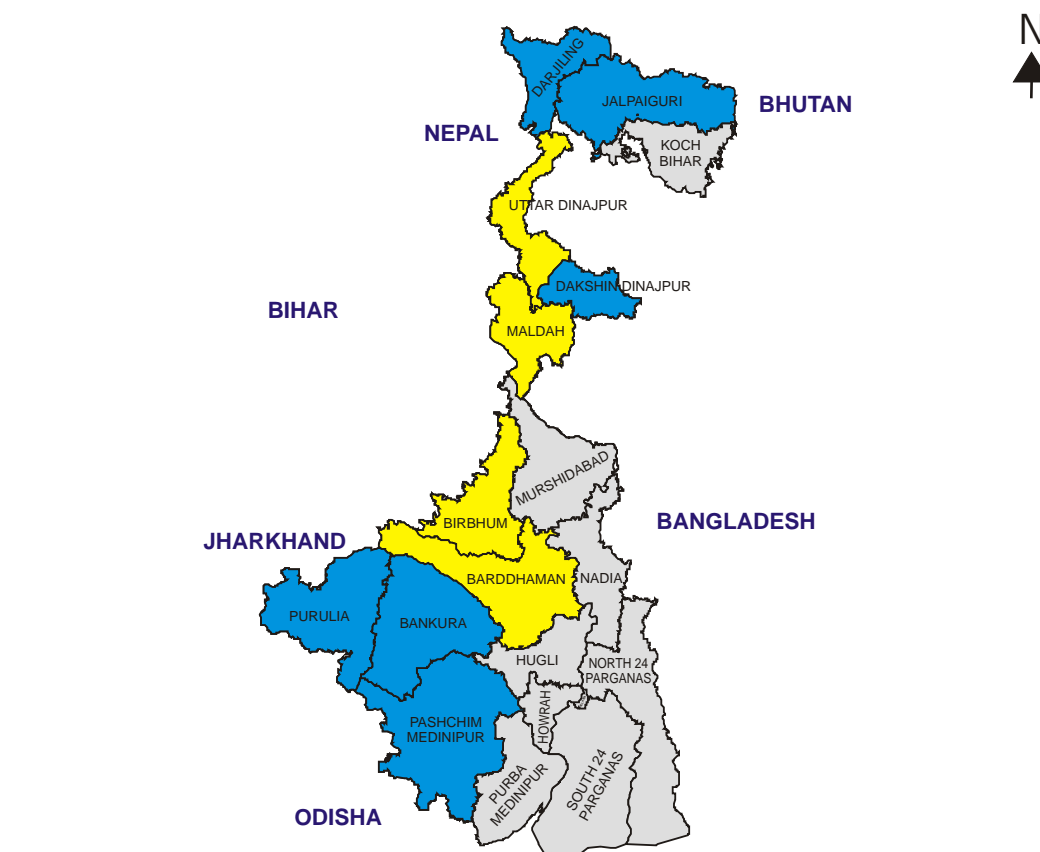 N
DARJILING
JALPAIGURI
BHUTAN
NEPAL
KOCH
BIHAR
UTTAR DINAJPUR
DAKSHIN DINAJPUR
BIHAR
MALDAH
MURSHIDABAD
BIRBHUM
BANGLADESH
JHARKHAND
BARDDHAMAN
NADIA
PURULIA
BANKURA
HUGLI
NORTH 24
PARGANAS
HOWRAH
PASHCHIM
MEDINIPUR
PURBA
MEDINIPUR
SOUTH 24
PARGANAS
ODISHA